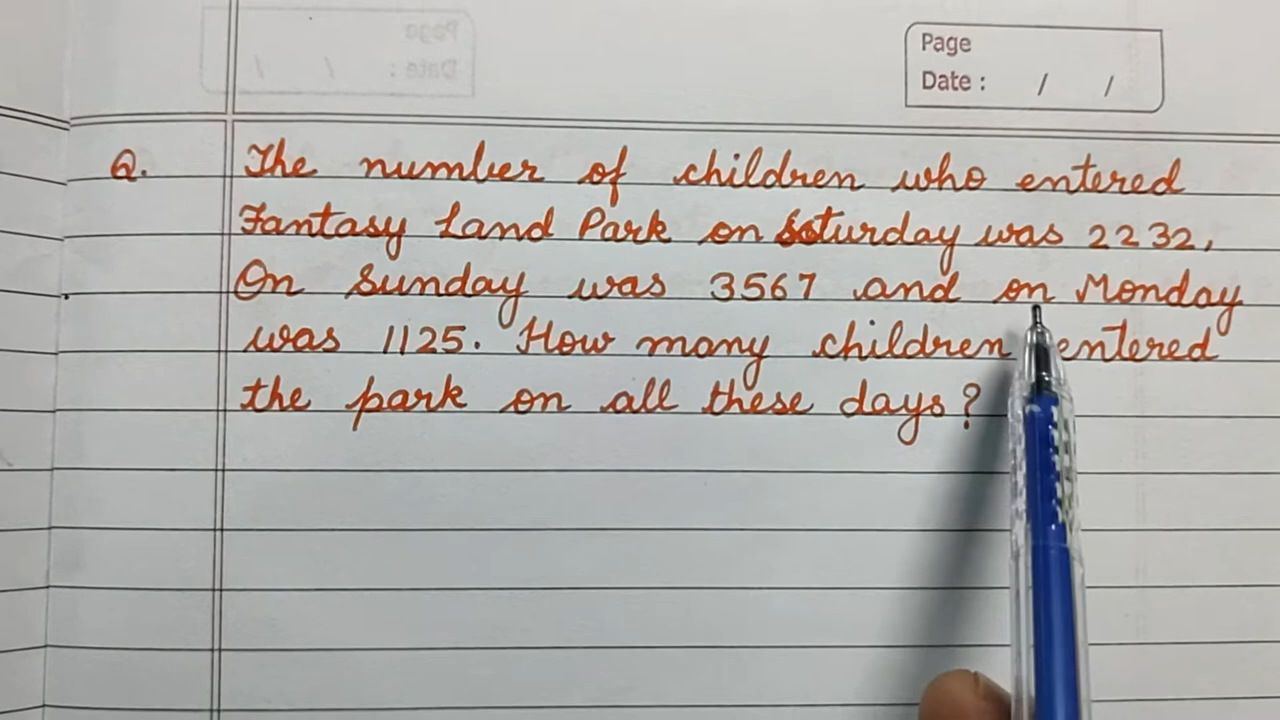 Page
Date : / /
Q. The number of children who entered
Fantasy Land Park on Saturday was 2232,
On Sunday was 3567 and on Monday
was 1125. How many children entered
the park on all these days?